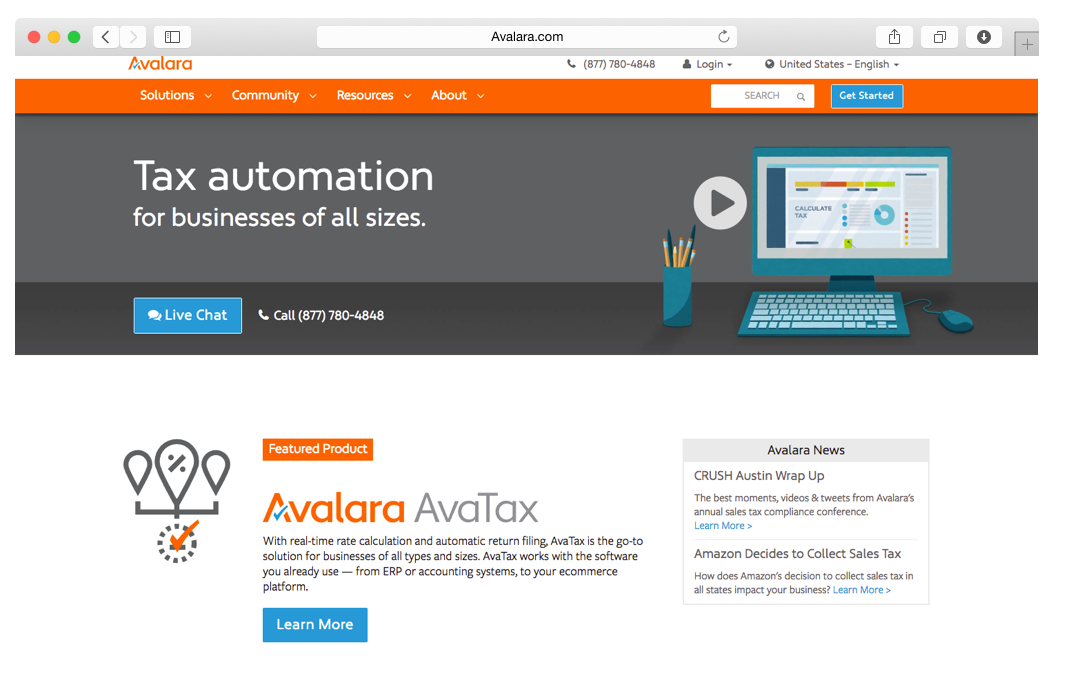 Avalara.com
Avalara
(877) 780-4848
Login
United States - English
Solutions
Community
Resources
About
SEARCH
Get Started
Tax automation
for businesses of all sizes.
CALCULATE
TAX
Live Chat
Call (877) 780-4848
%
Featured Product
Avalara AvaTax
With real-time rate calculation and automatic return filing, AvaTax is the go-to
solution for businesses of all types and sizes. AvaTax works with the software
you already use — from ERP or accounting systems, to your ecommerce
platform.
Learn More
Avalara News
CRUSH Austin Wrap Up
The best moments, videos & tweets from Avalara's
annual sales tax compliance conference.
Learn More >
Amazon Decides to Collect Sales Tax
How does Amazon's decision to collect sales tax in
all states impact your business? Learn More >